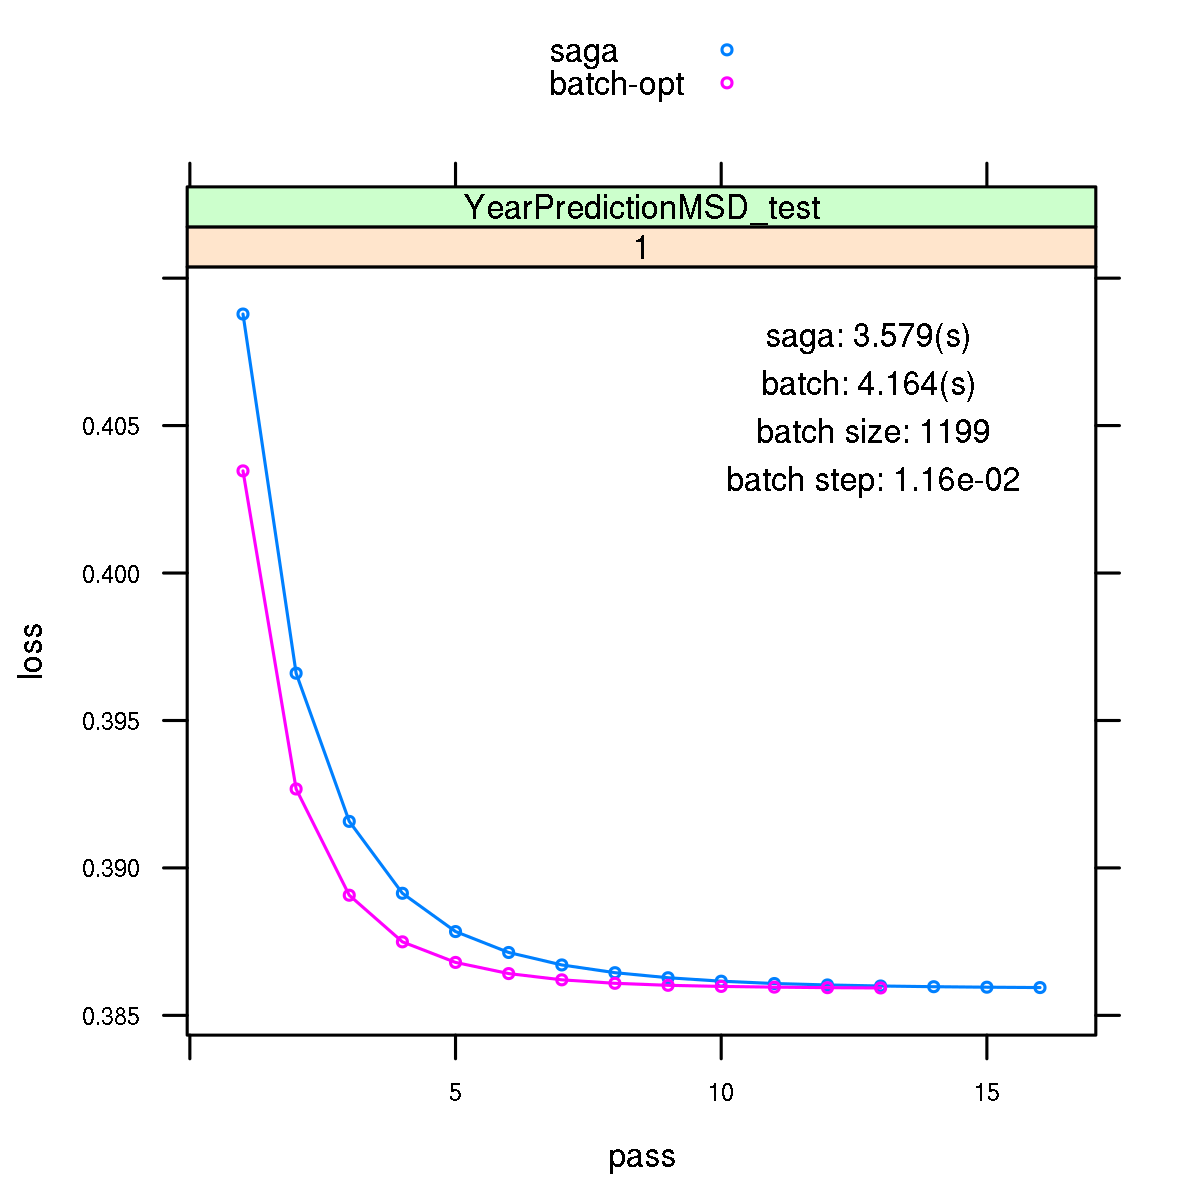 saga
batch-opt
YearPredictionMSD_test
1
saga: 3.579(s)
batch: 4.164(s)
batch size: 1199
batch step: 1.16e-02
0.405
0.400
0.395
0.390
0.385
loss
5 10 15
pass